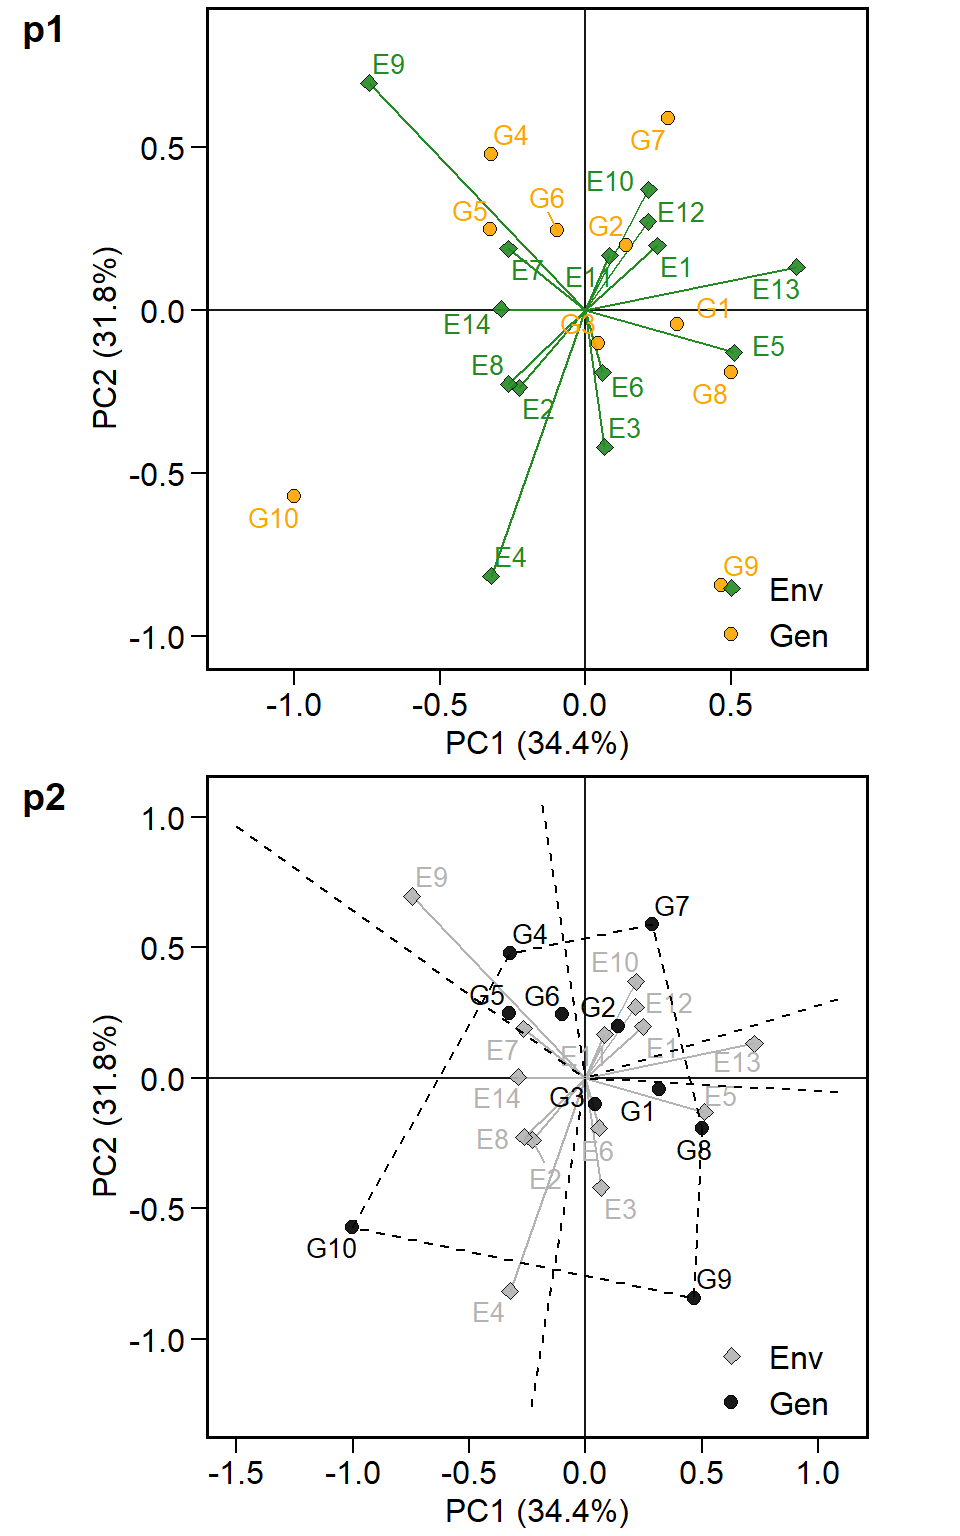 p1
E9
G4
G7
0.5
E10
G6
G5
E12
G2
E7
E11
E1
E13
0.0
G1
G3
E14
E5
E8
E6
G8
E2
E3
-0.5
G10
E4
G9
Env
Gen
-1.0
-1.0
-0.5
0.0
0.5
PC1 (34.4%)
PC2 (31.8%)
p2
1.0
E9
G7
G4
0.5
E10
G5
G6
G2
E12
E7
E11
E1
E13
0.0
E14
G3
G1
E5
E8
E6
G8
E2
E3
-0.5
G10
G9
E4
-1.0
Env
Gen
-1.5
-1.0
-0.5
0.0
0.5
1.0
PC1 (34.4%)
PC2 (31.8%)